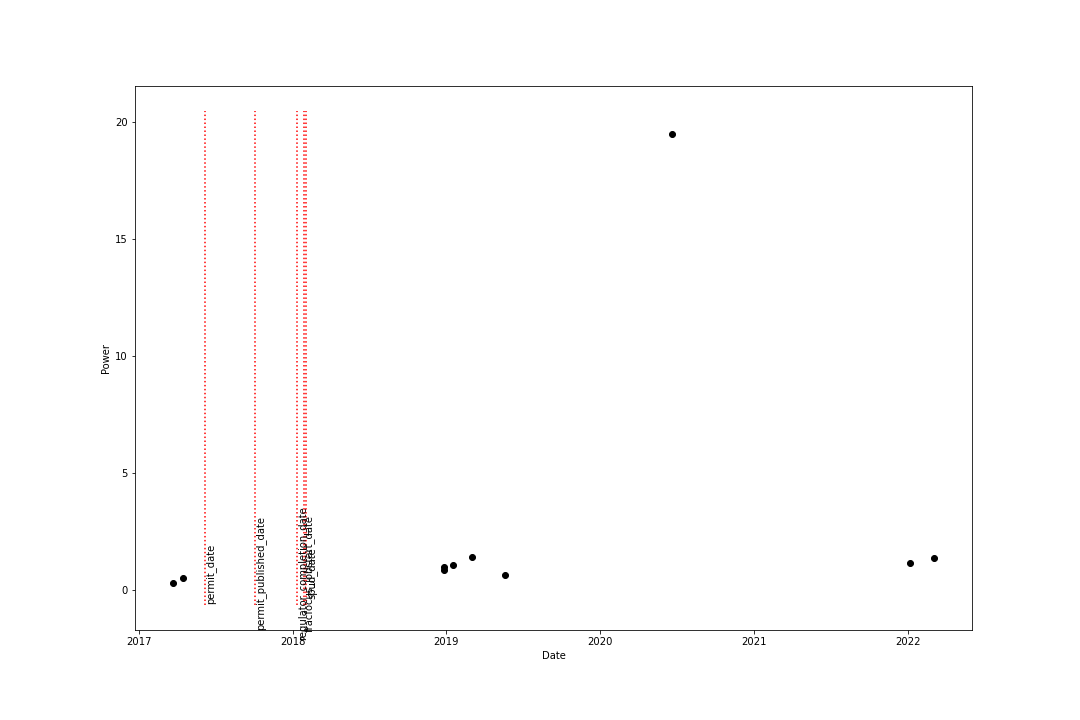 20
15
10
5
0
Power
permit_date
permit_published_date
regulator_completion_date
spud_date
2017
2018
2019
2020
2021
2022
Date